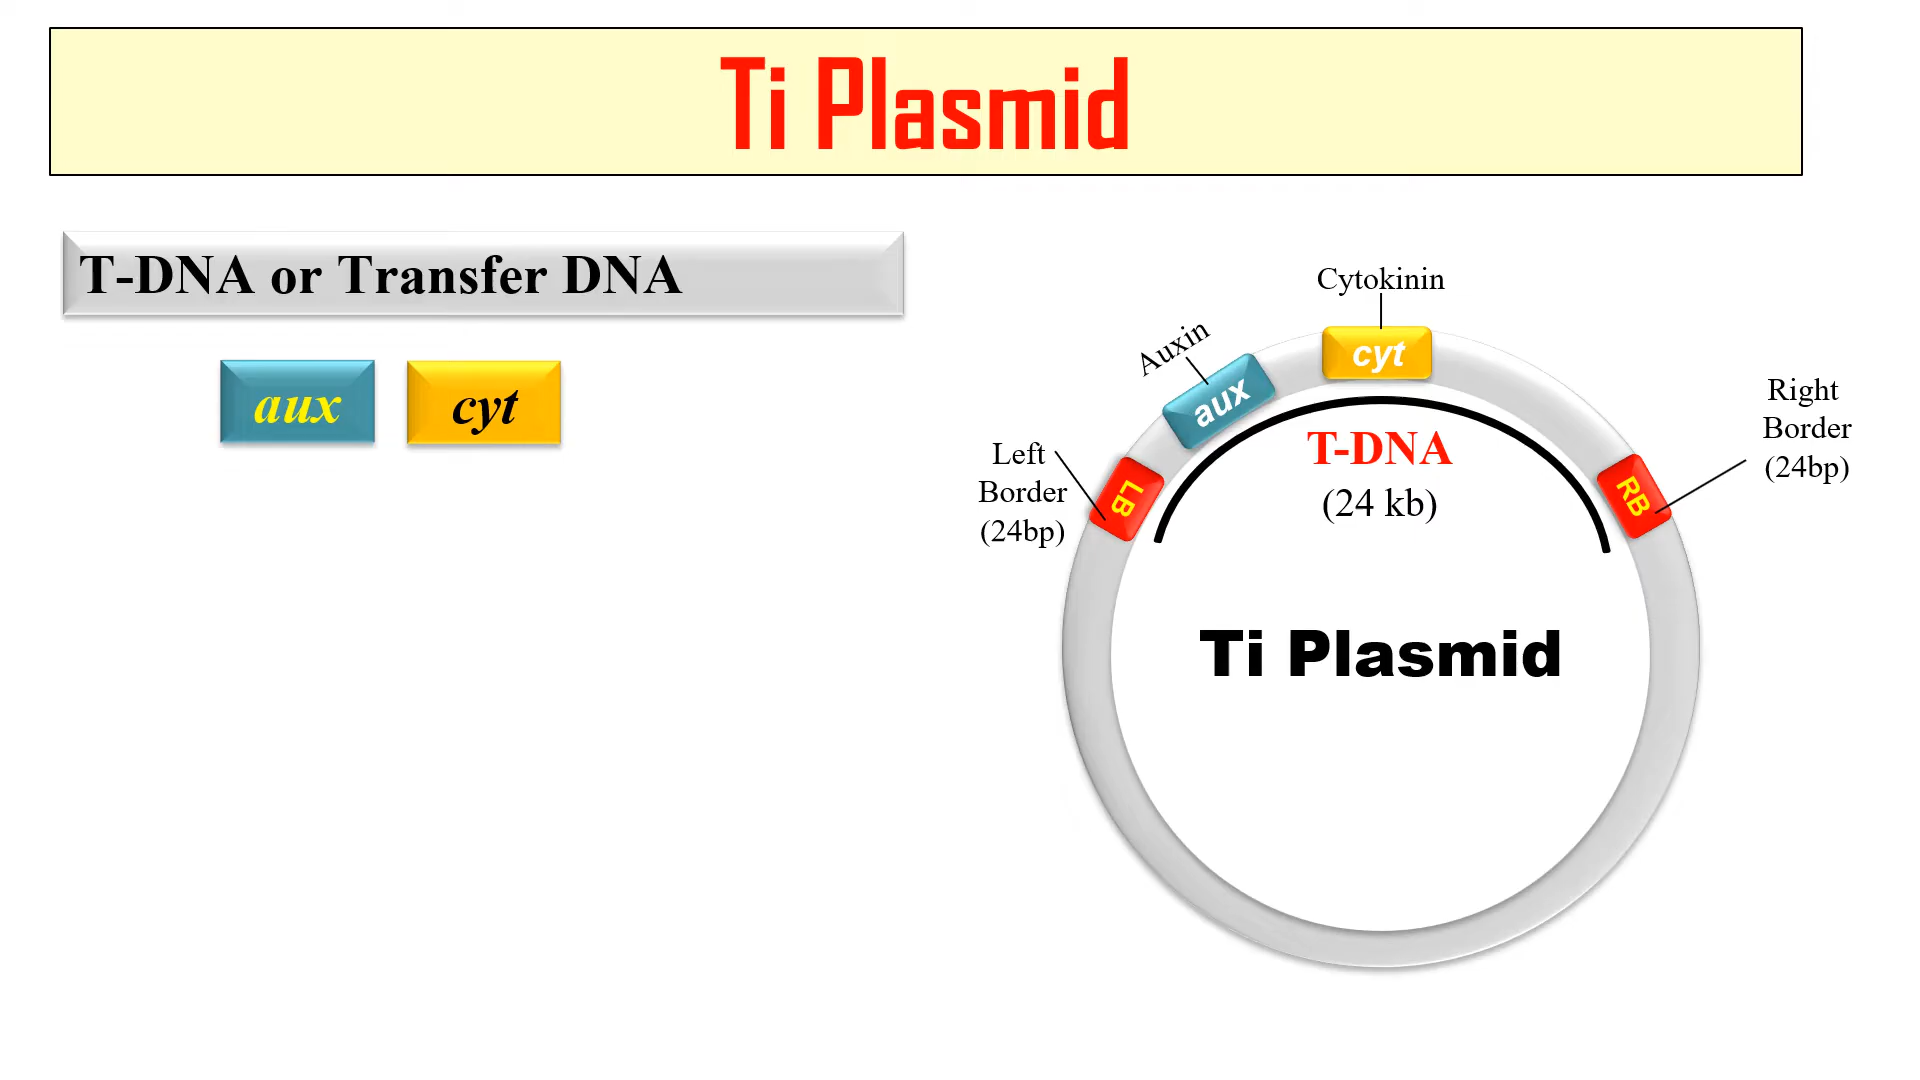 Ti Plasmid
T-DNA or Transfer DNA
aux
cyt
Cytokinin
Auxin
cyt
aux
Left
Border
(24bp)
LB
T-DNA
(24 kb)
RB
Right
Border
(24bp)
Ti Plasmid